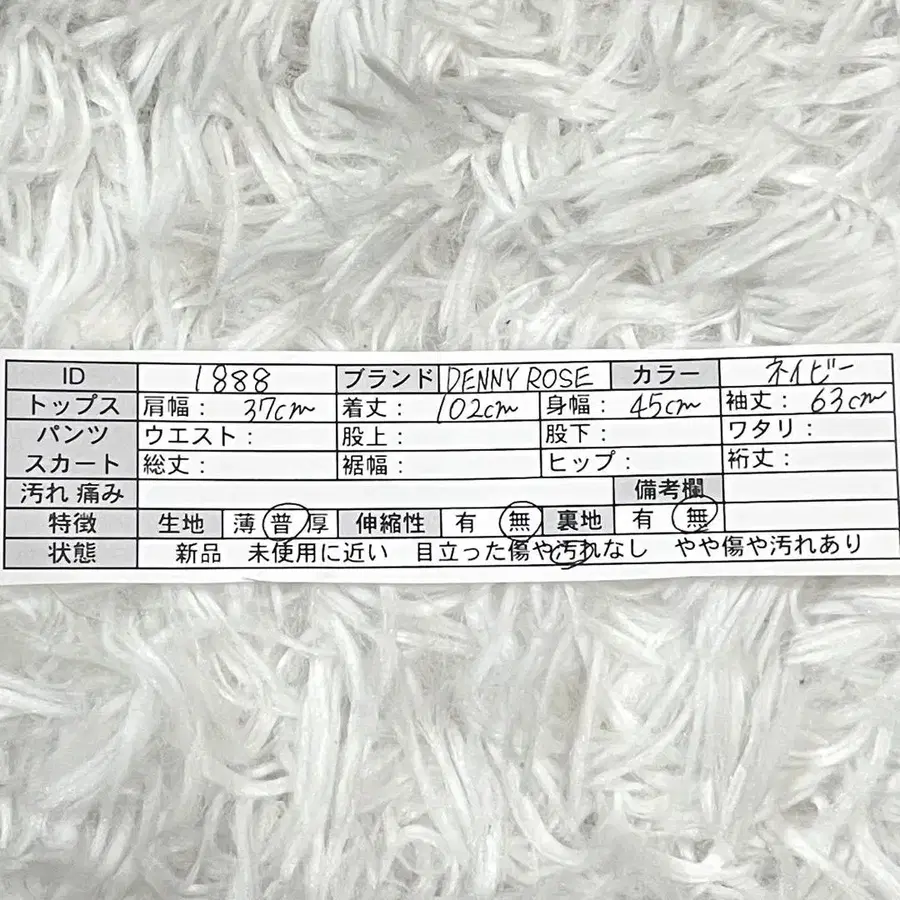 ID 1888 ブランド DENNY ROSE カラー ネイビー
トップス 肩幅: 37cm 着丈: 102cm 身幅: 45cm 袖丈: 63cm
パンツ ウエスト: 股上: 股下: ワタリ:
スカート 総丈: 裾幅: ヒップ: 裄丈:
汚れ 痛み 備考欄
特徴 生地 薄 普 厚 伸縮性 有 無 裏地 有 無
状態 新品 未使用に近い 目立った傷や汚れなし やや傷や汚れあり